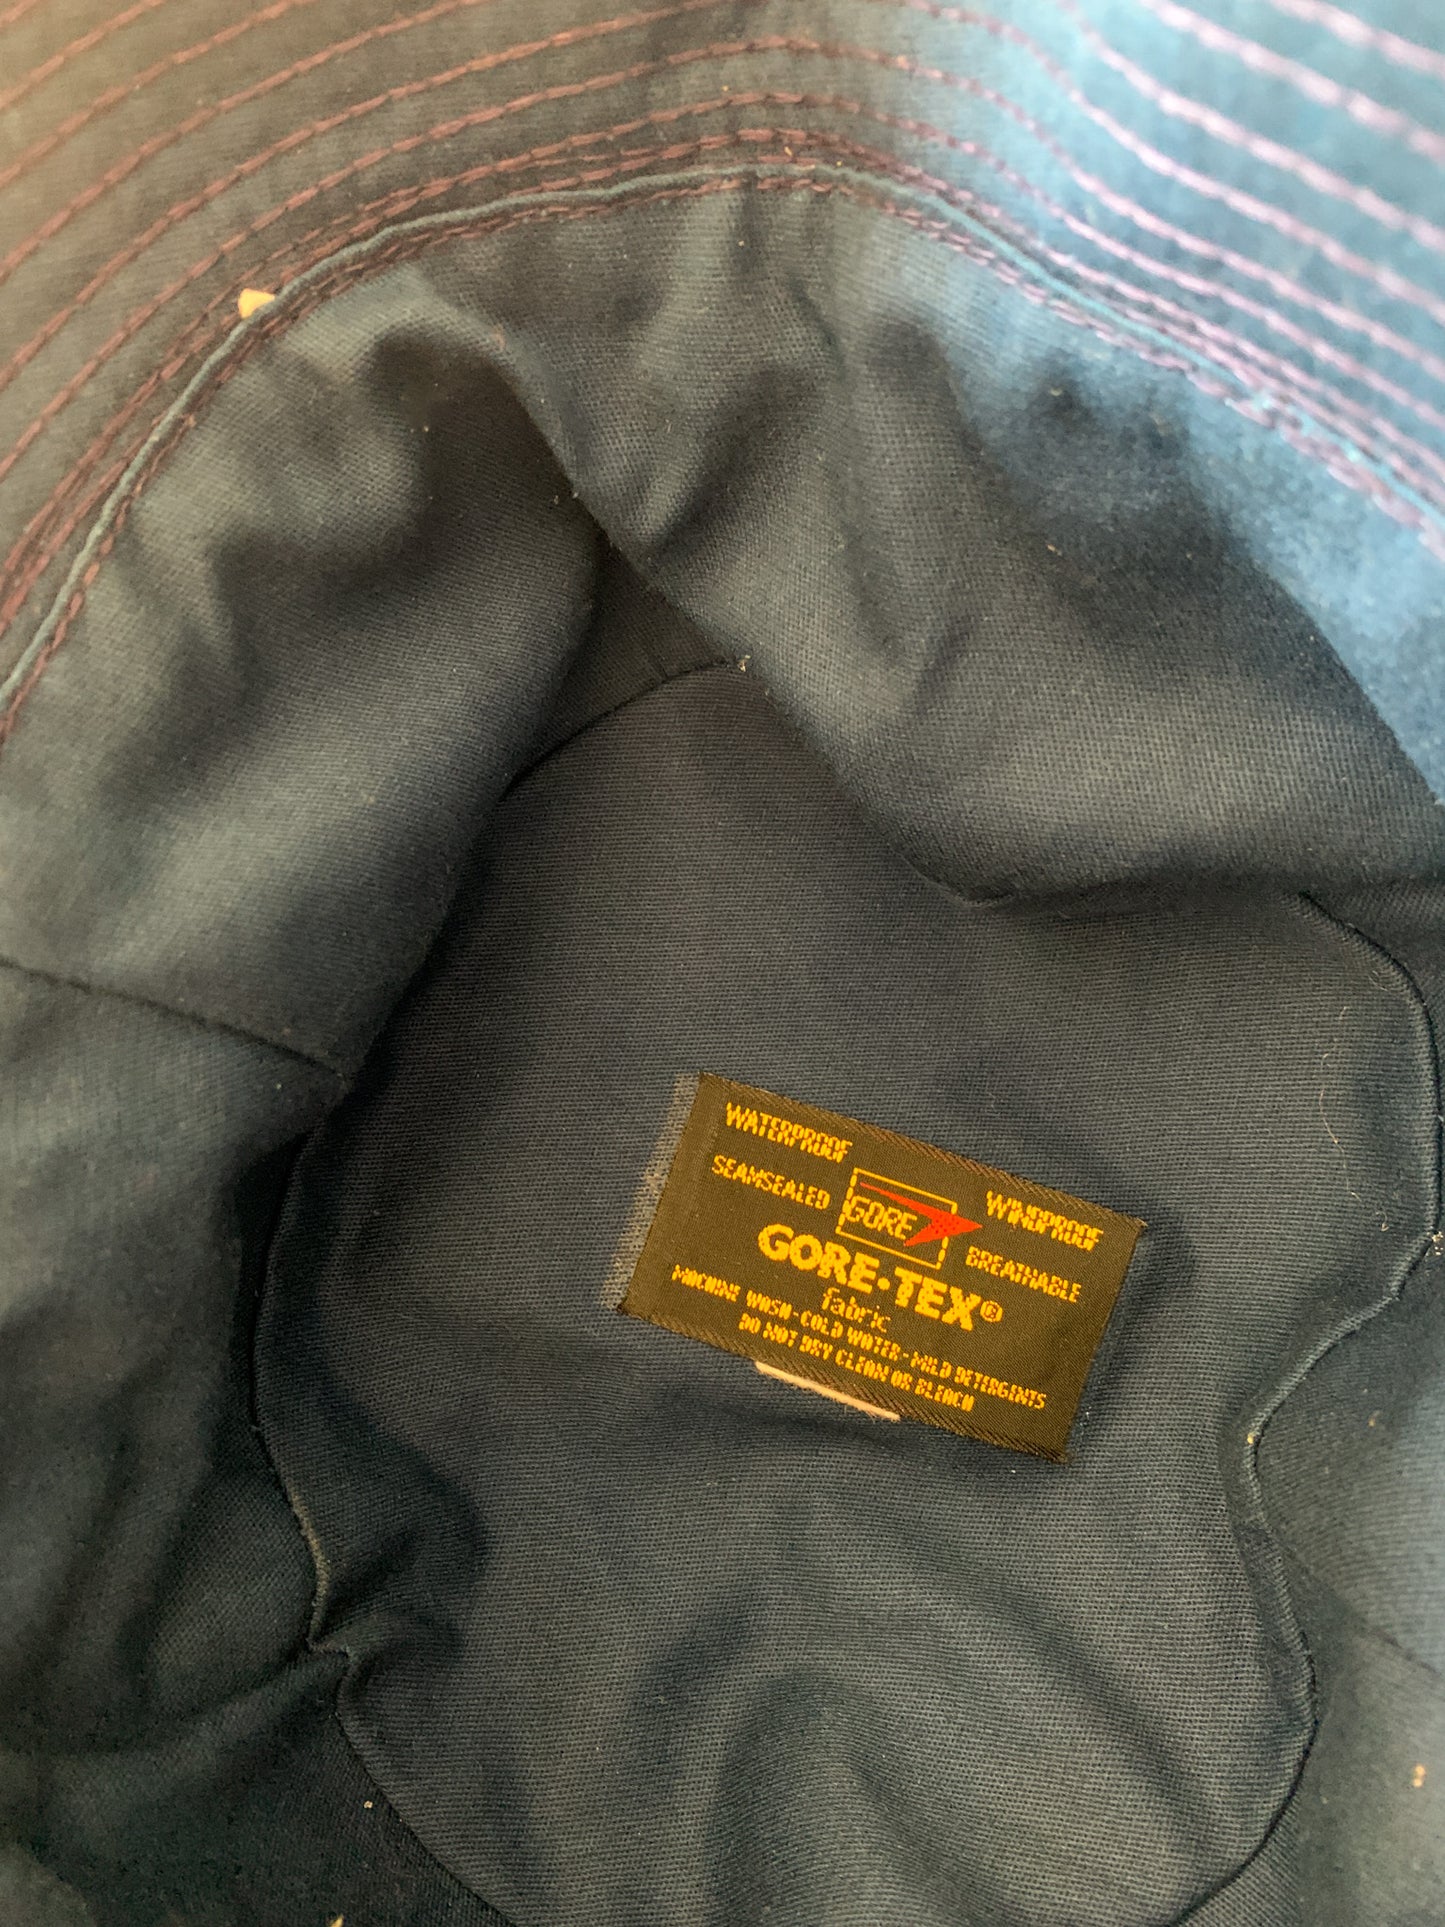 WATERPROOF
SEAMSEALED
GORE
WINDPROOF
BREATHABLE
GORE-TEX®
fabric
MACHINE WASH-COLD WATER-MILD DETERGENTS
DO NOT DRY CLEAN OR BLEACH